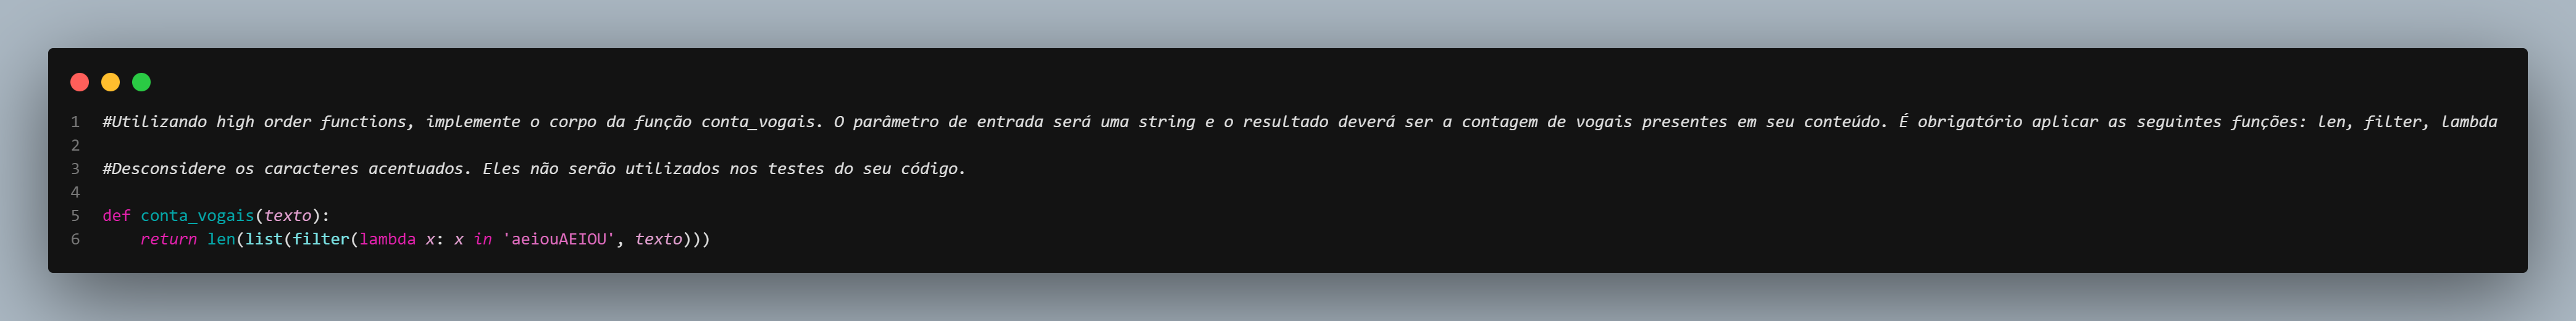 1 #Utilizando high order functions, implemente o corpo da função conta_vogais. O parâmetro de entrada será uma string e o resultado deverá ser a contagem de vogais presentes em seu conteúdo. É obrigatório aplicar as seguintes funções: len, filter, lambda
2
3 #Desconsidere os caracteres acentuados. Eles não serão utilizados nos testes do seu código.
4
5 def conta_vogais(texto):
6     return len(list(filter(lambda x: x in 'aeiouAEIOU', texto)))